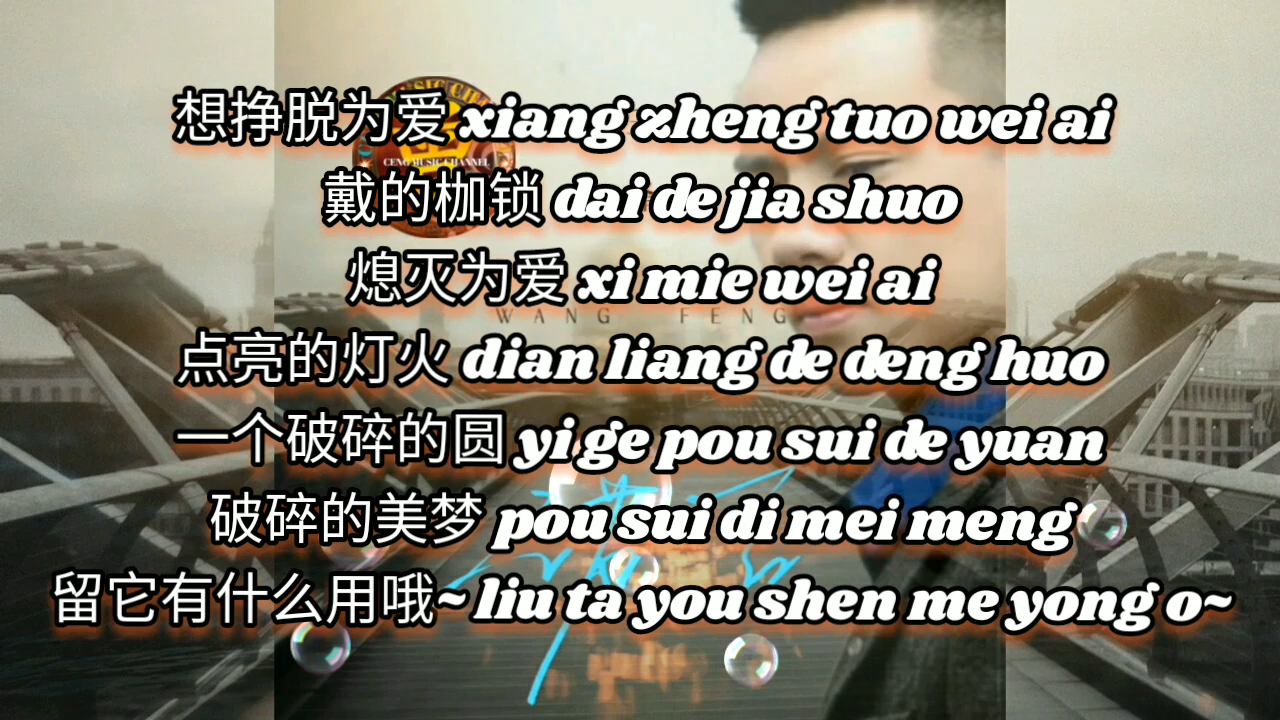 想挣脱为爱 xiang zheng tuo wei ai
戴的枷锁 dai de jia shuo
熄灭为爱 xi mie wei ai
点亮的灯火 dian liang de deng huo
一个破碎的圆 yi ge pou sui de yuan
破碎的美梦 pou sui di mei meng
留它有什么用哦~ liu ta you shen me yong o~
CENG MUSIC CHANNEL
WANG FENG